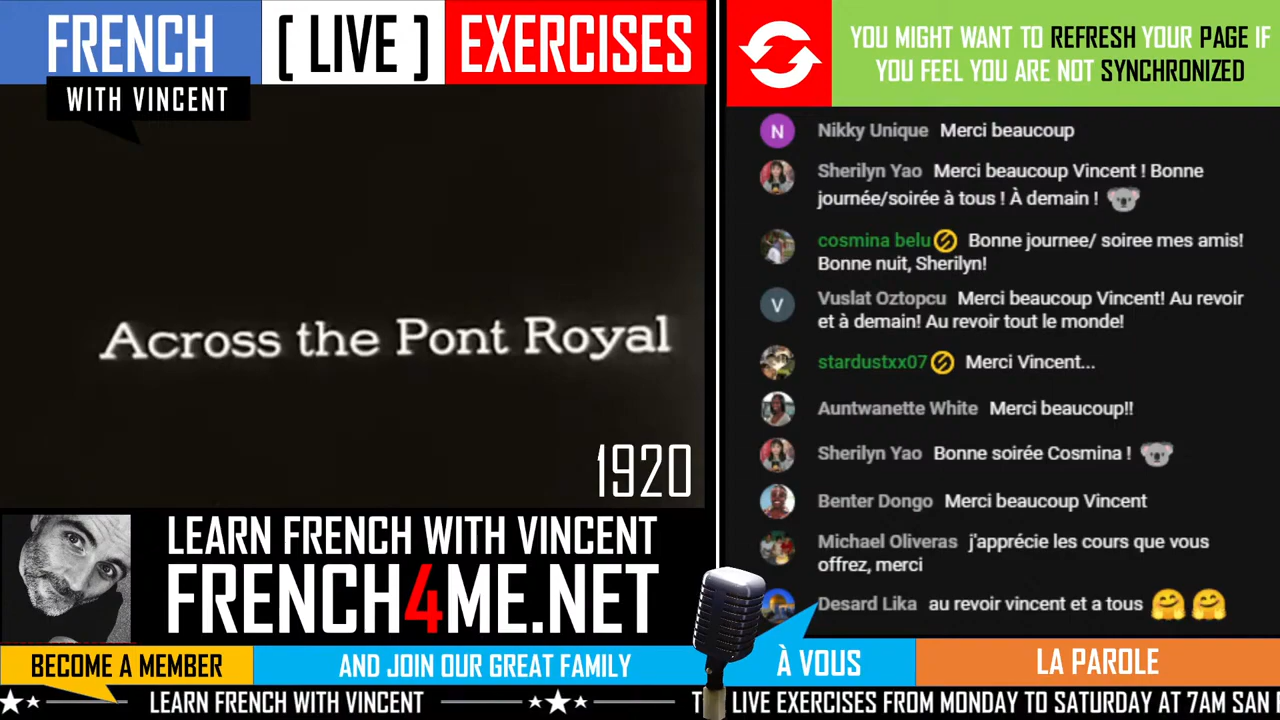 FRENCH
WITH VINCENT
[ LIVE ]
EXERCISES
YOU MIGHT WANT TO REFRESH YOUR PAGE IF
YOU FEEL YOU ARE NOT SYNCHRONIZED
Across the Pont Royal
1920
N Nikky Unique Merci beaucoup
Sherilyn Yao Merci beaucoup Vincent ! Bonne
journée/soirée à tous ! À demain !
cosmina belu Bonne journee/ soiree mes amis!
Bonne nuit, Sherilyn!
V Vuslat Oztopcu Merci beaucoup Vincent! Au revoir
et à demain! Au revoir tout le monde!
stardustxx07 Merci Vincent...
Auntwanette White Merci beaucoup!!
Sherilyn Yao Bonne soirée Cosmina !
Benter Dongo Merci beaucoup Vincent
Michael Oliveras j'apprécie les cours que vous
offrez, merci
Desard Lika au revoir vincent et a tous
LEARN FRENCH WITH VINCENT
FRENCH4ME.NET
BECOME A MEMBER
AND JOIN OUR GREAT FAMILY
À VOUS
LA PAROLE
LEARN FRENCH WITH VINCENT
LIVE EXERCISES FROM MONDAY TO SATURDAY AT 7AM SAN